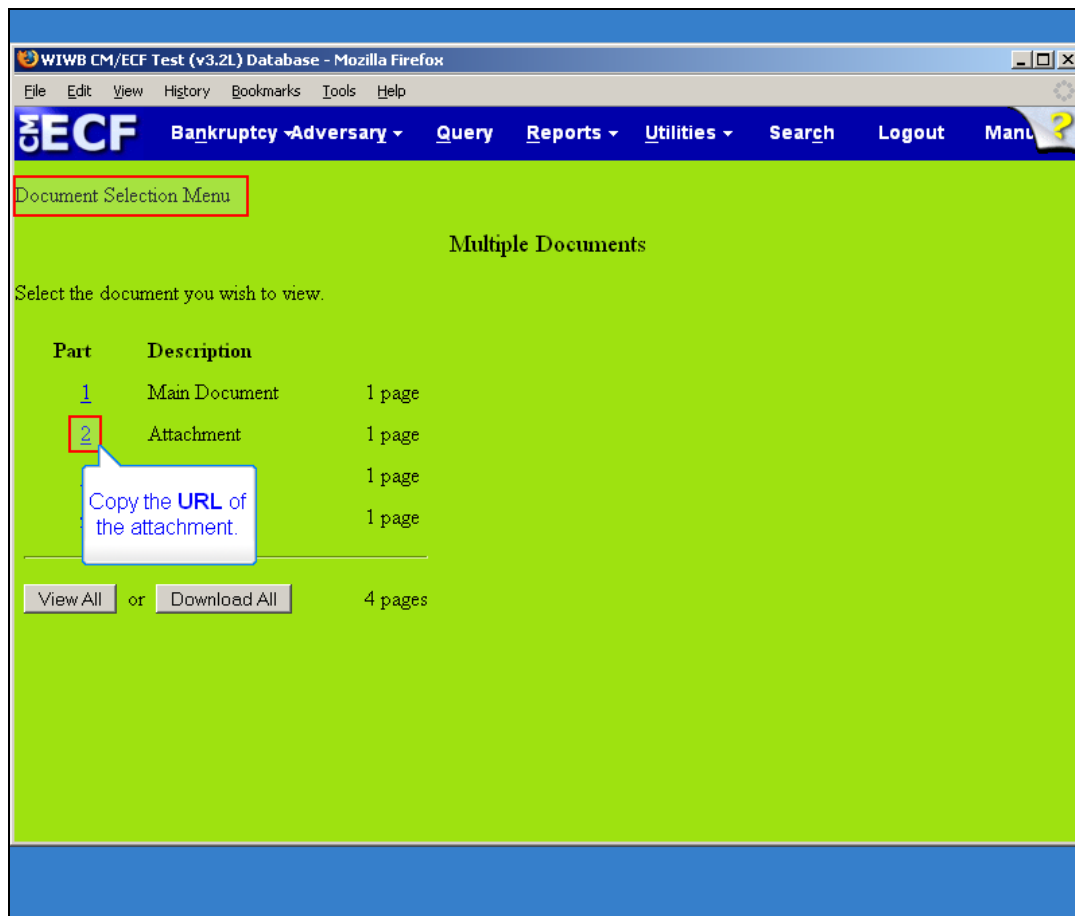 WIWB CM/ECF Test (v3.2L) Database - Mozilla Firefox
File Edit View History Bookmarks Tools Help
CM ECF Bankruptcy Adversary Query Reports Utilities Search Logout ?
Document Selection Menu
Multiple Documents
Select the document you wish to view.
Part Description
1 Main Document 1 page
2 Attachment 1 page
1 page
Copy the URL of
the attachment.
1 page
View All or Download All 4 pages